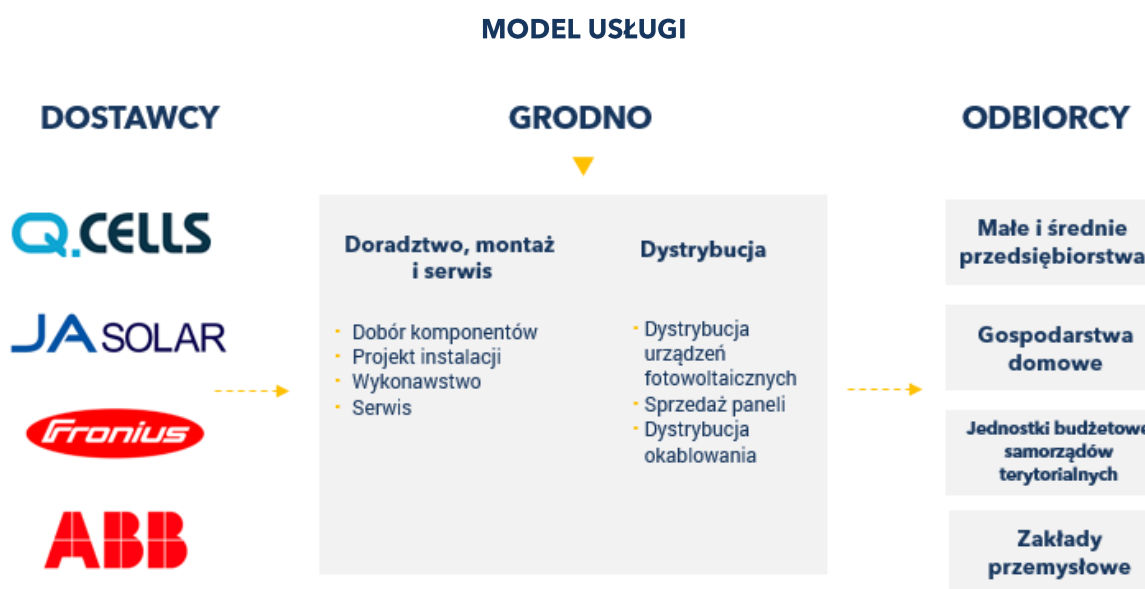 MODEL USŁUGI
DOSTAWCY
GRODNO
ODBIORCY
Q.CELLS
JA SOLAR
Fronius
ABB
Doradztwo, montaż
i serwis
Dobór komponentów
Projekt instalacji
Wykonawstwo
Serwis
Dystrybucja
Dystrybucja
urządzeń
fotowoltaicznych
Sprzedaż paneli
Dystrybucja
okablowania
Małe i średnie
przedsiębiorstwa
Gospodarstwa
domowe
Jednostki budżetowe
samorządów
terytorialnych
Zakłady
przemysłowe